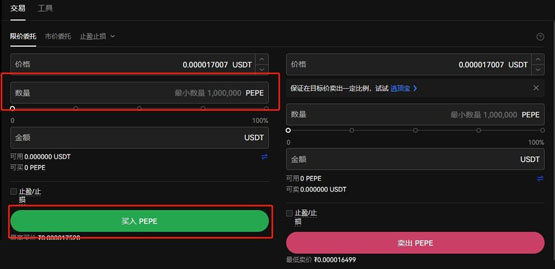 交易 工具
限价委托 市价委托 止盈止损
价格 0.000017007 USDT
数量 最小数量 1,000,000 PEPE
0 100%
金额 USDT
可用 0.000000 USDT
可买 0 PEPE
止盈/止
损
买入 PEPE
最高买价 ₮0.000017520
价格 0.000017007 USDT
保证在目标价卖出一定比例，试试 逃顶宝
数量 最小数量 1,000,000 PEPE
0 100%
金额 USDT
可用 0 PEPE
可卖 0.000000 USDT
止盈/止
损
卖出 PEPE
最低卖价 ₮0.000016499